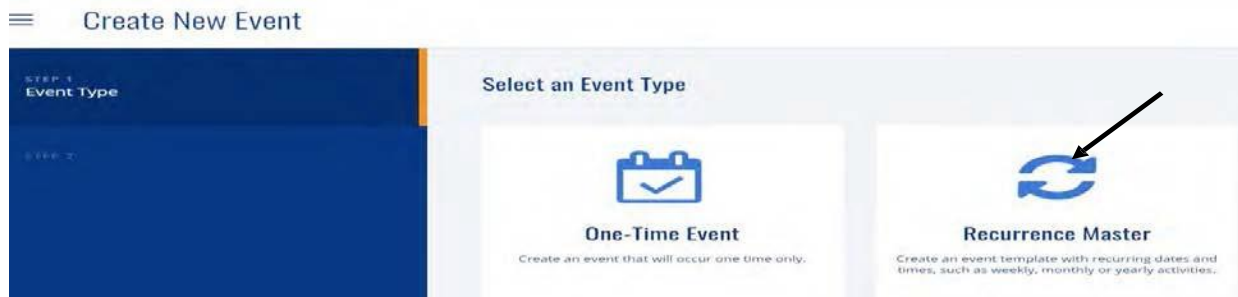 Create New Event
STEP 1
Event Type
Select an Event Type
STEP 2
One-Time Event
Create an event that will occur one time only.
Recurrence Master
Create an event template with recurring dates and
times, such as weekly, monthly or yearly activities.